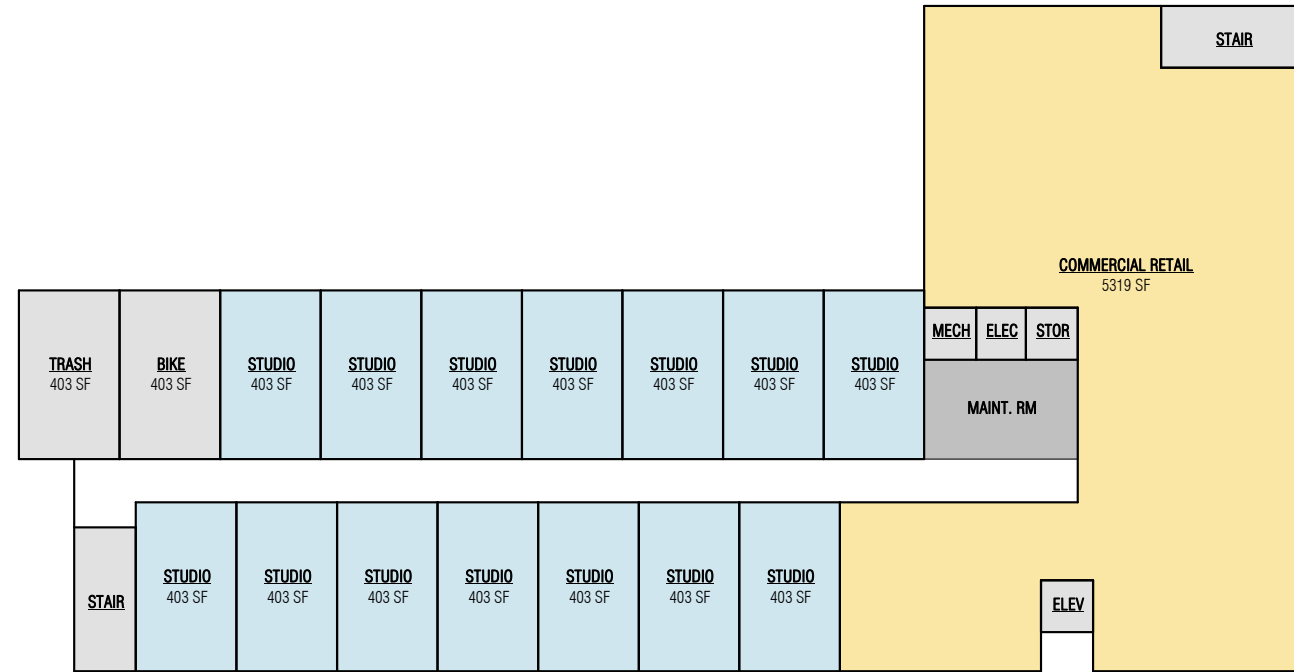 STAIR
COMMERCIAL RETAIL
5319 SF
MECH
ELEC
STOR
MAINT. RM
TRASH
403 SF
BIKE
403 SF
STUDIO
403 SF
STUDIO
403 SF
STUDIO
403 SF
STUDIO
403 SF
STUDIO
403 SF
STUDIO
403 SF
STUDIO
403 SF
STAIR
STUDIO
403 SF
STUDIO
403 SF
STUDIO
403 SF
STUDIO
403 SF
STUDIO
403 SF
STUDIO
403 SF
STUDIO
403 SF
ELEV